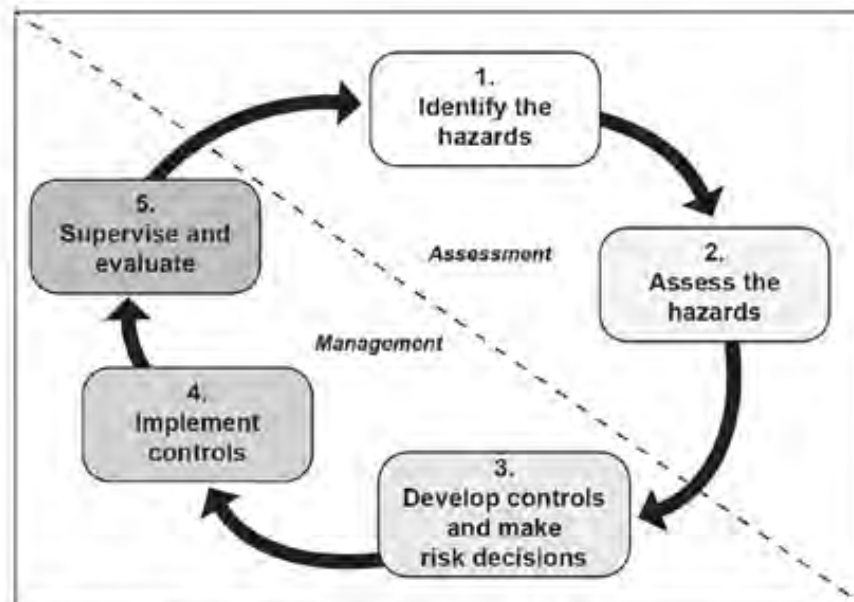 1.
Identify the
hazards
2.
Assess the
hazards
3.
Develop controls
and make
risk decisions
4.
Implement
controls
5.
Supervise and
evaluate
Assessment
Management